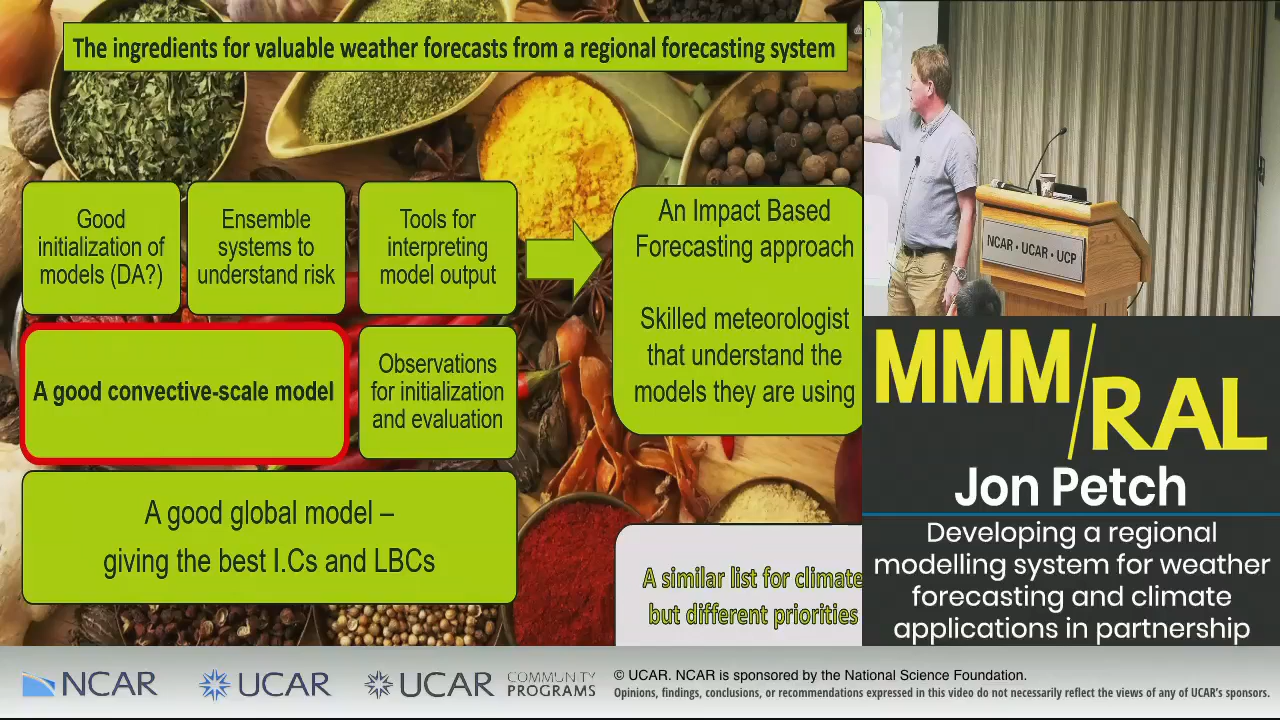 The ingredients for valuable weather forecasts from a regional forecasting system
Good
initialization of
models (DA?)
Ensemble
systems to
understand risk
Tools for
interpreting
model output
A good convective-scale model
Observations
for initialization
and evaluation
A good global model –
giving the best I.Cs and LBCs
An Impact Based
Forecasting approach
Skilled meteorologist
that understand the
models they are using
A similar list for climate
but different priorities
NCAR • UCAR • UCP
MMM/RAL
Jon Petch
Developing a regional
modelling system for weather
forecasting and climate
applications in partnership
NCAR
UCAR
UCAR
COMMUNITY
PROGRAMS
© UCAR. NCAR is sponsored by the National Science Foundation.
Opinions, findings, conclusions, or recommendations expressed in this video do not necessarily reflect the views of any of UCAR's sponsors.